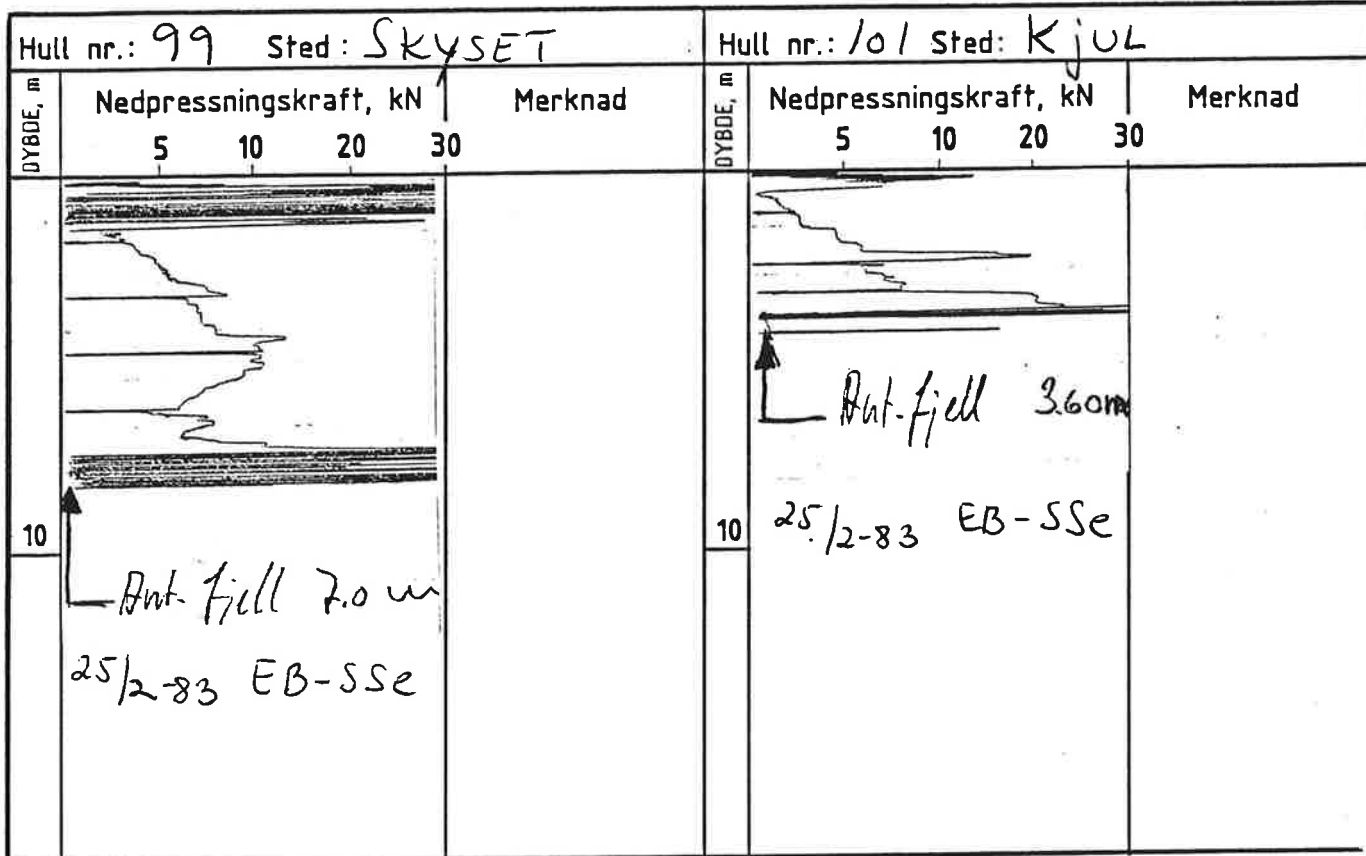 Hull nr.: 99 Sted: SKYSET
DYBDE, m
Nedpressningskraft, kN
Merknad
5 10 20 30
10
Ant. fjell 7.0 m
25/2-83 EB-SSe
Hull nr.: 101 Sted: KjUL
DYBDE, m
Nedpressningskraft, kN
Merknad
5 10 20 30
Ant. fjell 3.60m
10
25./2-83 EB-SSe